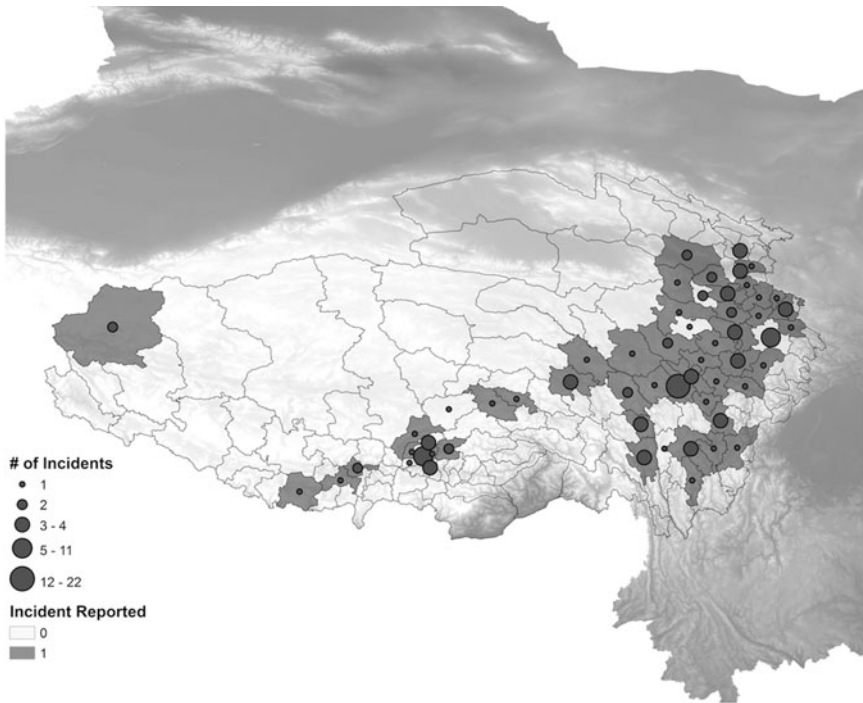 # of Incidents
1
2
3 - 4
5 - 11
12 - 22
Incident Reported
0
1